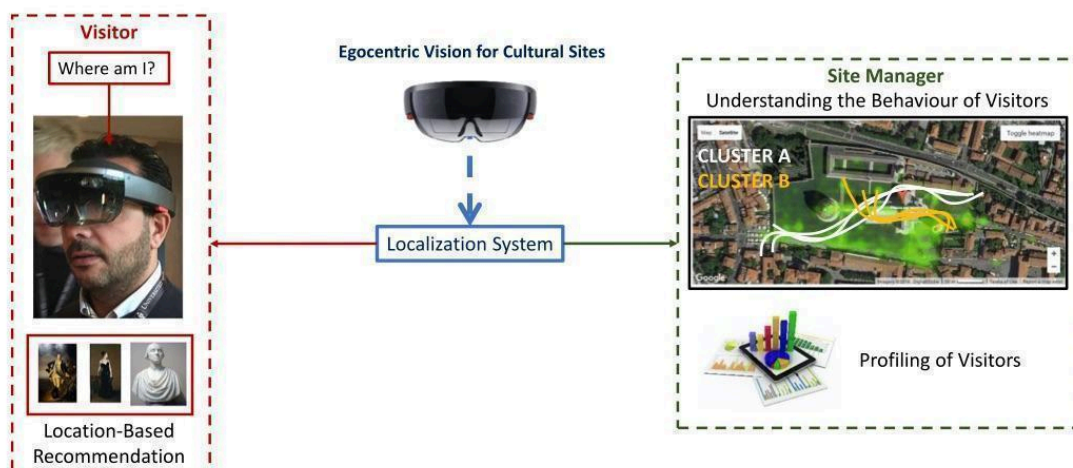 Visitor
Where am I?
Location-Based
Recommendation
Egocentric Vision for Cultural Sites
Localization System
Site Manager
Understanding the Behaviour of Visitors
Map Satellite
Toggle heatmap
CLUSTER A
CLUSTER B
Google
Profiling of Visitors